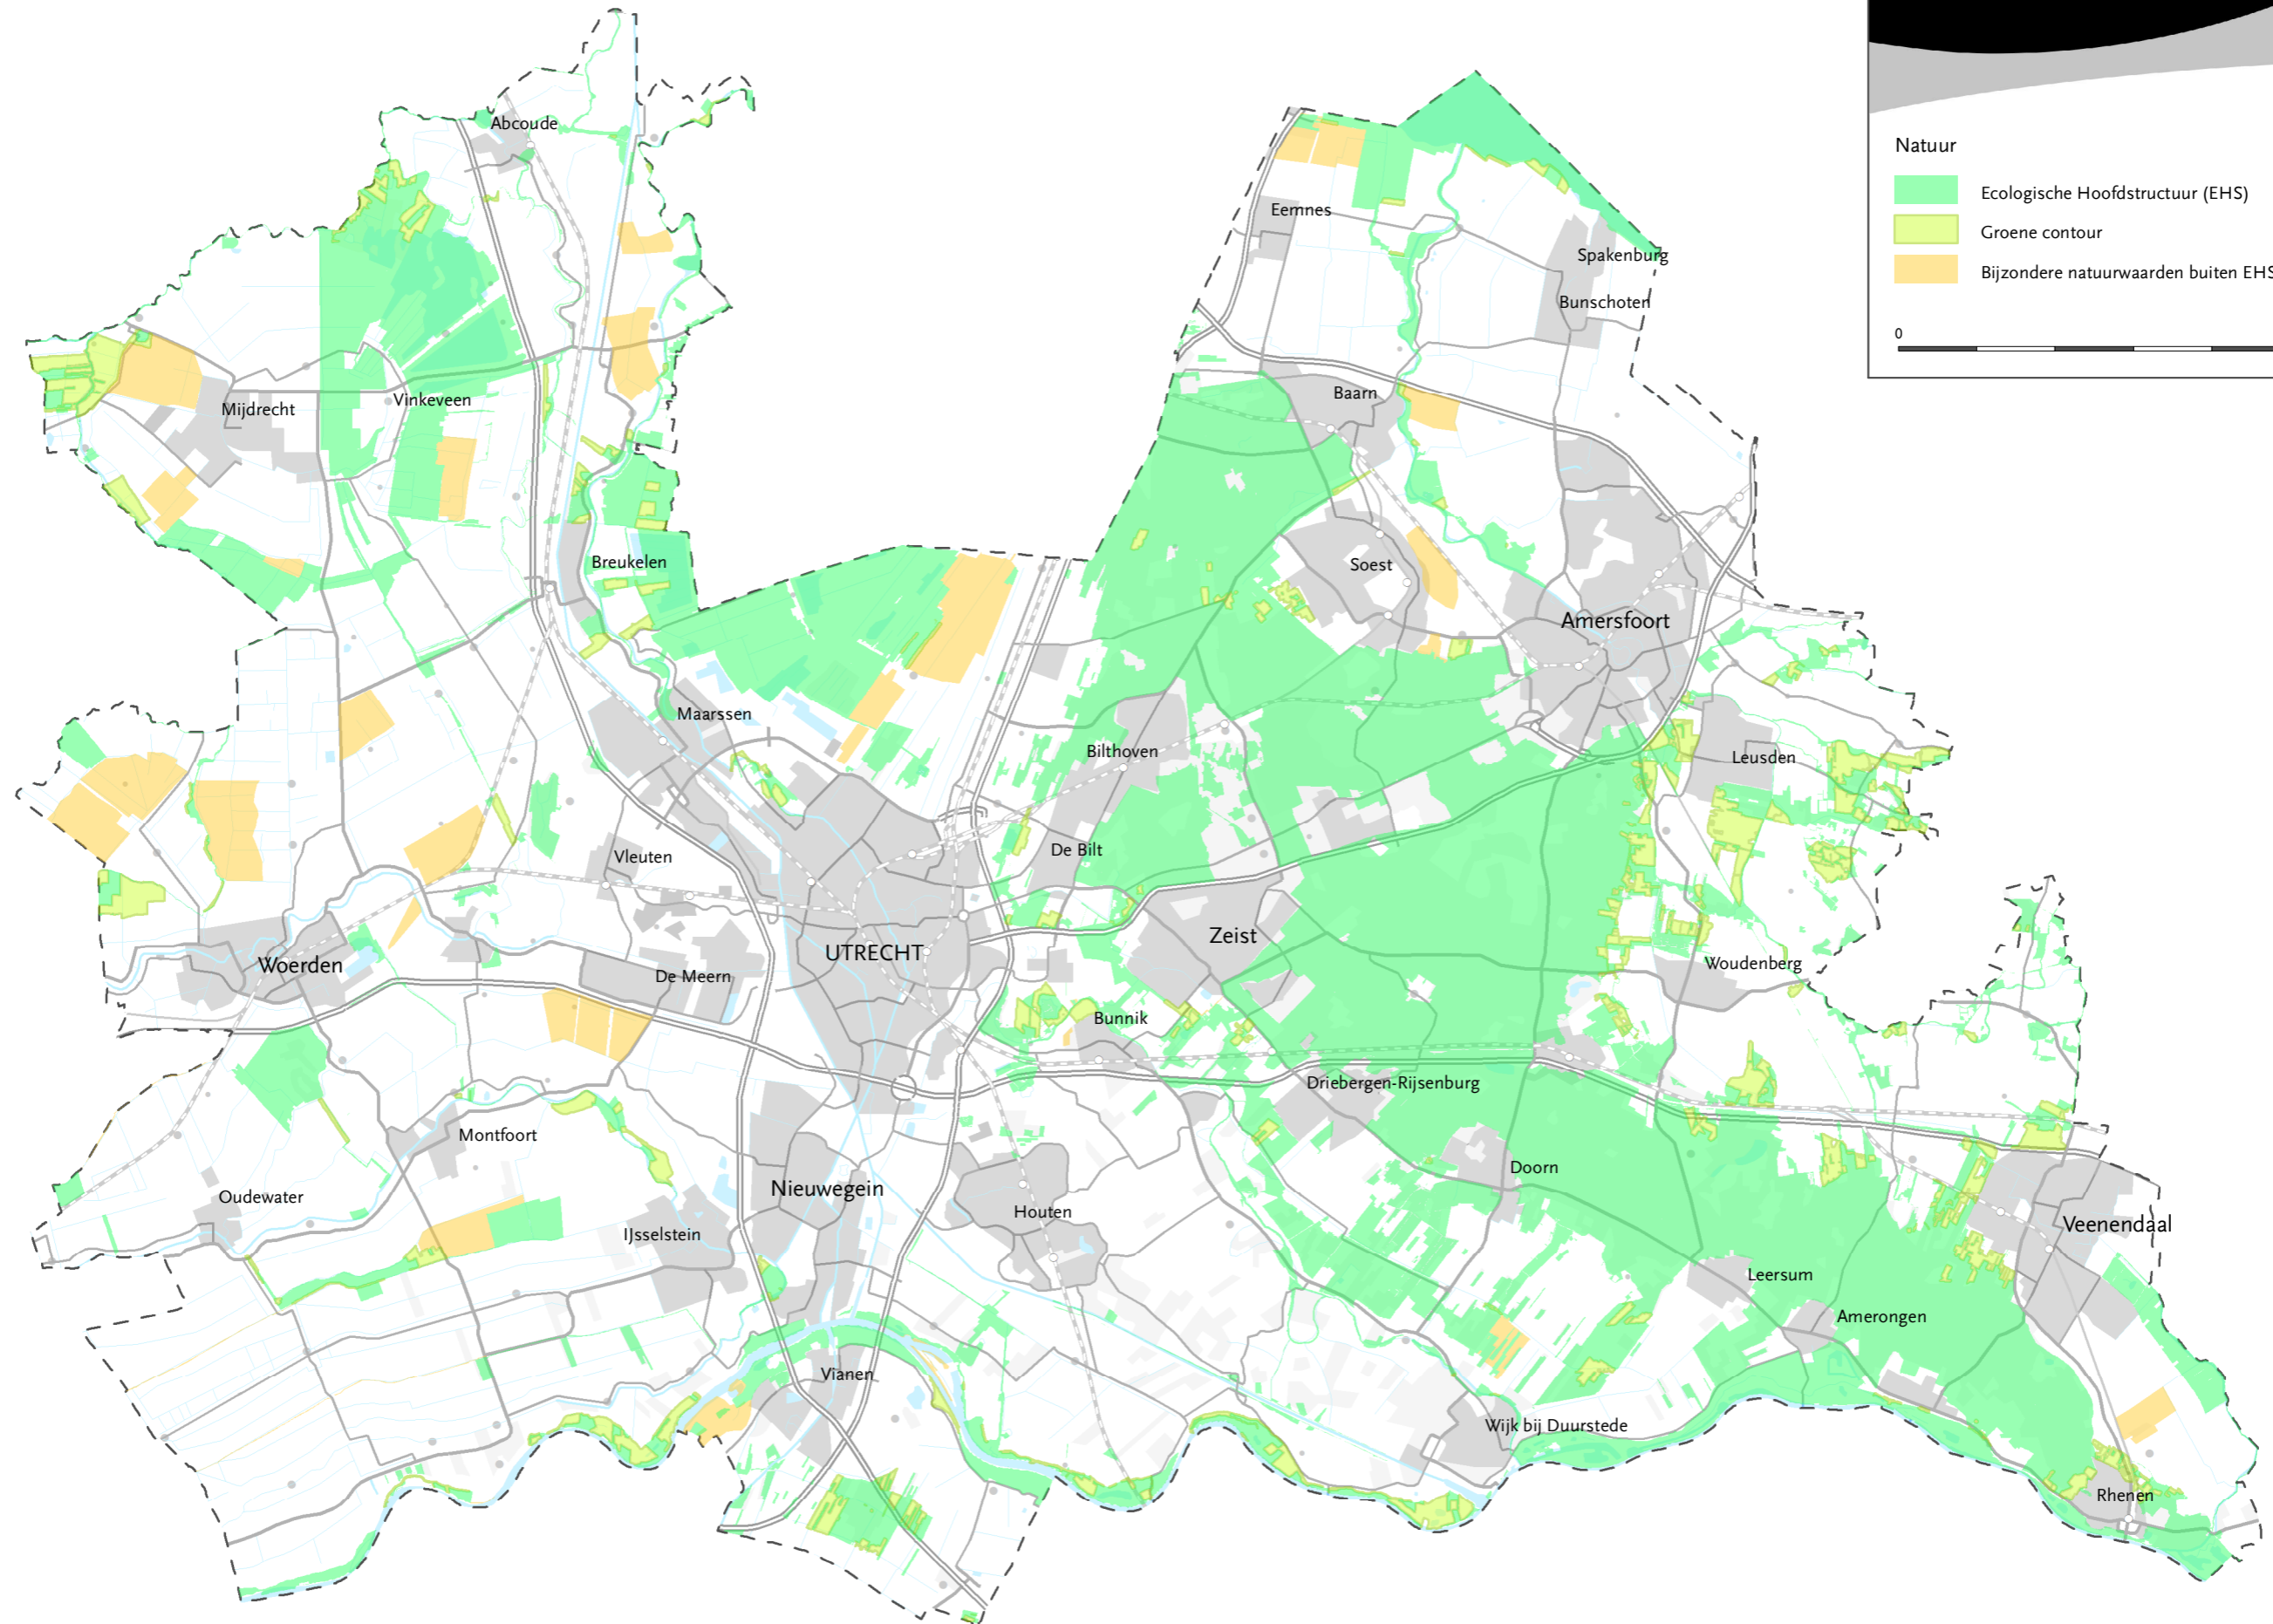 Natuur
Ecologische Hoofdstructuur (EHS)
Groene contour
Bijzondere natuurwaarden buiten EHS
0
Abcoude
Eemnes
Spakenburg
Bunschoten
Baarn
Vinkeveen
Mijdrecht
Breukelen
Soest
Amersfoort
Maarssen
Bilthoven
Leusden
De Bilt
Vleuten
Zeist
UTRECHT
Woerden
Woudenberg
De Meern
Bunnik
Driebergen-Rijsenburg
Montfoort
Doorn
Nieuwegein
Oudewater
Houten
Veenendaal
IJsselstein
Leersum
Amerongen
Vianen
Wijk bij Duurstede
Rhenen